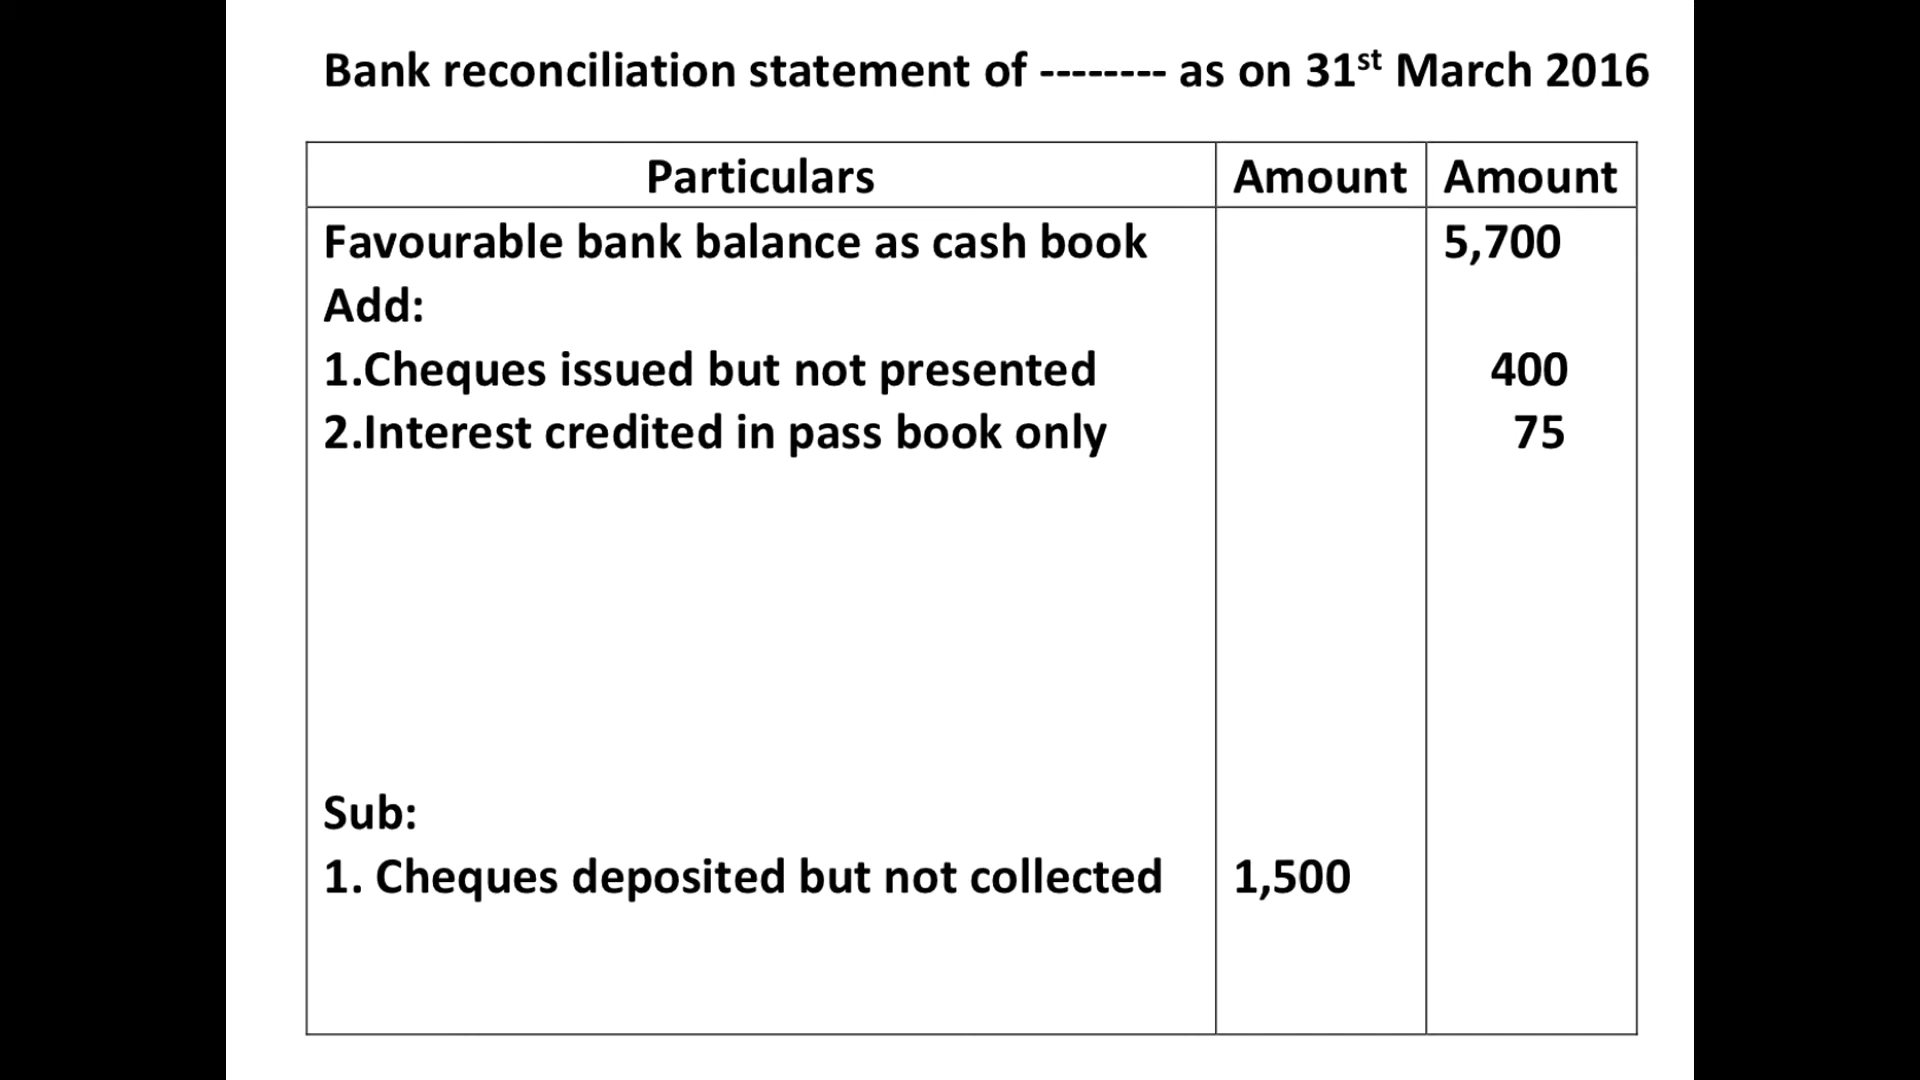 Bank reconciliation statement of -------- as on 31st March 2016
Particulars Amount Amount
Favourable bank balance as cash book 5,700
Add:
1.Cheques issued but not presented 400
2.Interest credited in pass book only 75
Sub:
1. Cheques deposited but not collected 1,500